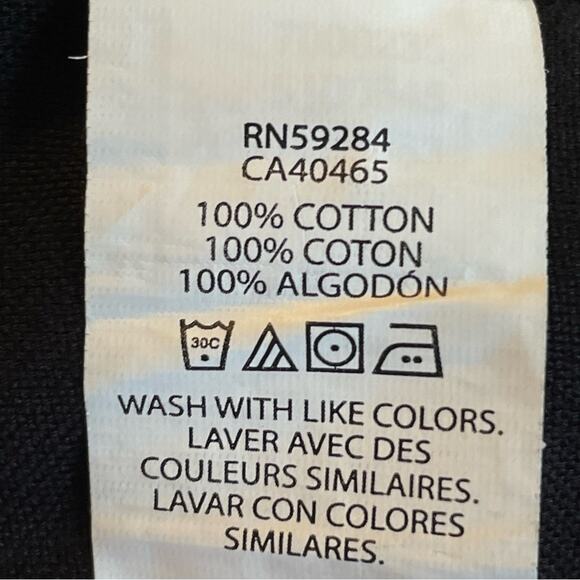 RN59284
CA40465
100% COTTON
100% COTON
100% ALGODÓN
30C
WASH WITH LIKE COLORS.
LAVER AVEC DES
COULEURS SIMILAIRES.
LAVAR CON COLORES
SIMILARES.